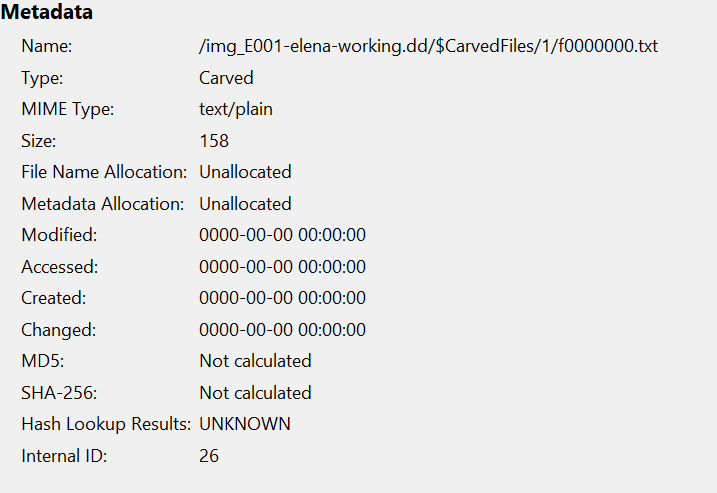 Metadata
Name: /img_E001-elena-working.dd/$CarvedFiles/1/f0000000.txt
Type: Carved
MIME Type: text/plain
Size: 158
File Name Allocation: Unallocated
Metadata Allocation: Unallocated
Modified: 0000-00-00 00:00:00
Accessed: 0000-00-00 00:00:00
Created: 0000-00-00 00:00:00
Changed: 0000-00-00 00:00:00
MD5: Not calculated
SHA-256: Not calculated
Hash Lookup Results: UNKNOWN
Internal ID: 26